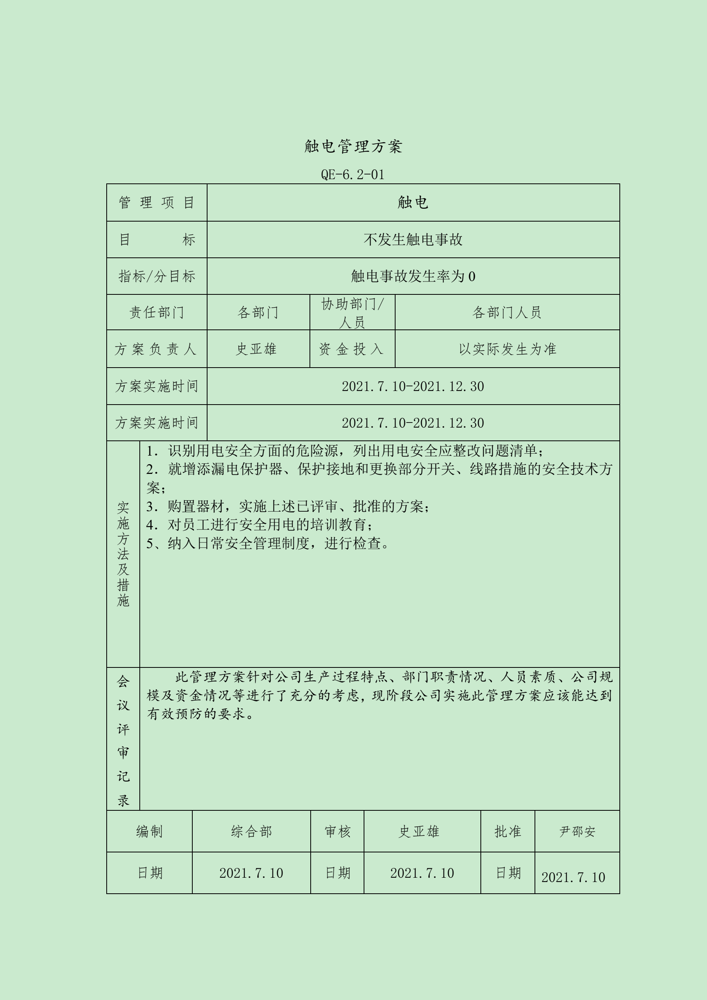 触电管理方案
QE-6.2-01
管理项目 触电
目 标 不发生触电事故
指标/分目标 触电事故发生率为 0
责任部门 各部门 协助部门/
人员 各部门人员
方案负责人 史亚雄 资金投入 以实际发生为准
方案实施时间 2021.7.10-2021.12.30
方案实施时间 2021.7.10-2021.12.30
实施方法及措施
1．识别用电安全方面的危险源，列出用电安全应整改问题清单；
2．就增添漏电保护器、保护接地和更换部分开关、线路措施的安全技术方
案；
3．购置器材，实施上述已评审、批准的方案；
4．对员工进行安全用电的培训教育；
5、纳入日常安全管理制度，进行检查。
会议评审记录
此管理方案针对公司生产过程特点、部门职责情况、人员素质、公司规
模及资金情况等进行了充分的考虑，现阶段公司实施此管理方案应该能达到
有效预防的要求。
编制 综合部 审核 史亚雄 批准 尹邵安
日期 2021.7.10 日期 2021.7.10 日期 2021.7.10